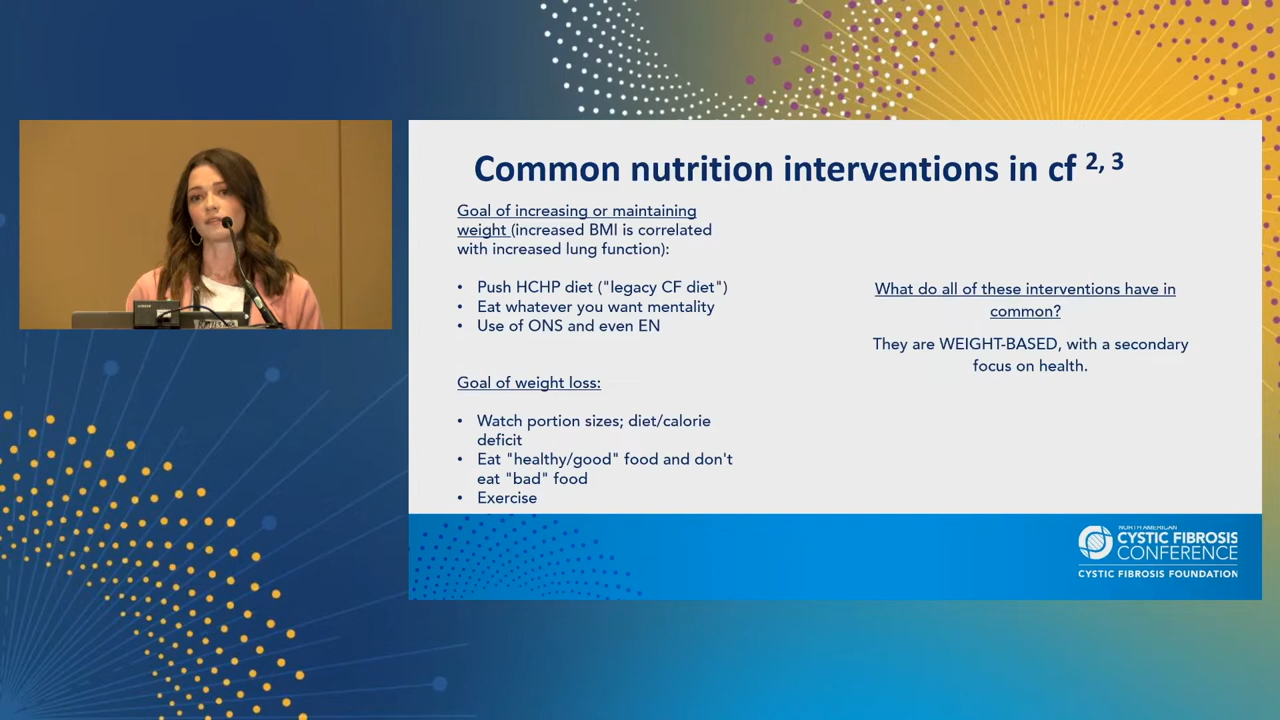 Common nutrition interventions in cf 2, 3
Goal of increasing or maintaining
weight (increased BMI is correlated
with increased lung function):
• Push HCHP diet ("legacy CF diet")
• Eat whatever you want mentality
• Use of ONS and even EN
Goal of weight loss:
• Watch portion sizes; diet/calorie
deficit
• Eat "healthy/good" food and don't
eat "bad" food
• Exercise
What do all of these interventions have in
common?
They are WEIGHT-BASED, with a secondary
focus on health.
NORTH AMERICAN
CYSTIC FIBROSIS
CONFERENCE
CYSTIC FIBROSIS FOUNDATION